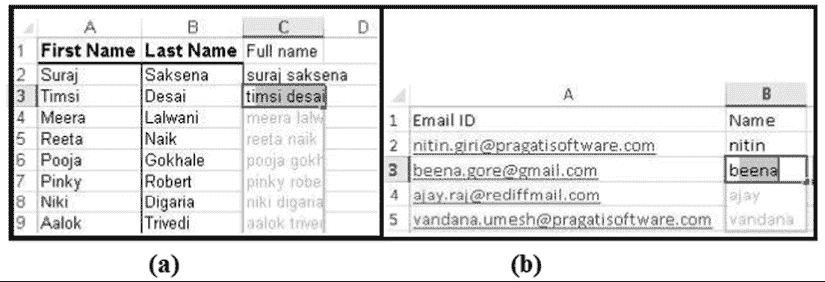 A B C D
1 First Name Last Name Full name
2 Suraj Saksena suraj saksena
3 Timsi Desai timsi desai
4 Meera Lalwani meera lalw
5 Reeta Naik reeta naik
6 Pooja Gokhale pooja gokh
7 Pinky Robert pinky robe
8 Niki Digaria niki digaria
9 Aalok Trivedi aalok triver
A B
1 Email ID Name
2 nitin.giri@pragatisoftware.com nitin
3 beena.gore@gmail.com beena
4 ajay.raj@rediffmail.com ajay
5 vandana.umesh@pragatisoftware.com vandana
(a) (b)